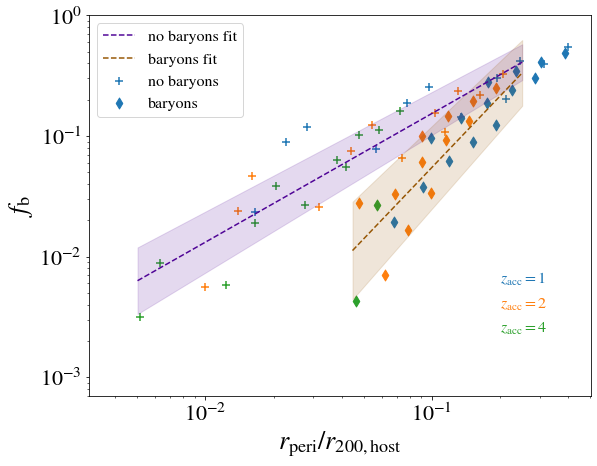 no baryons fit
baryons fit
no baryons
baryons
10⁰
10⁻¹
10⁻²
10⁻³
f_b
z_acc = 1
z_acc = 2
z_acc = 4
10⁻² 10⁻¹
r_peri/r_200,host